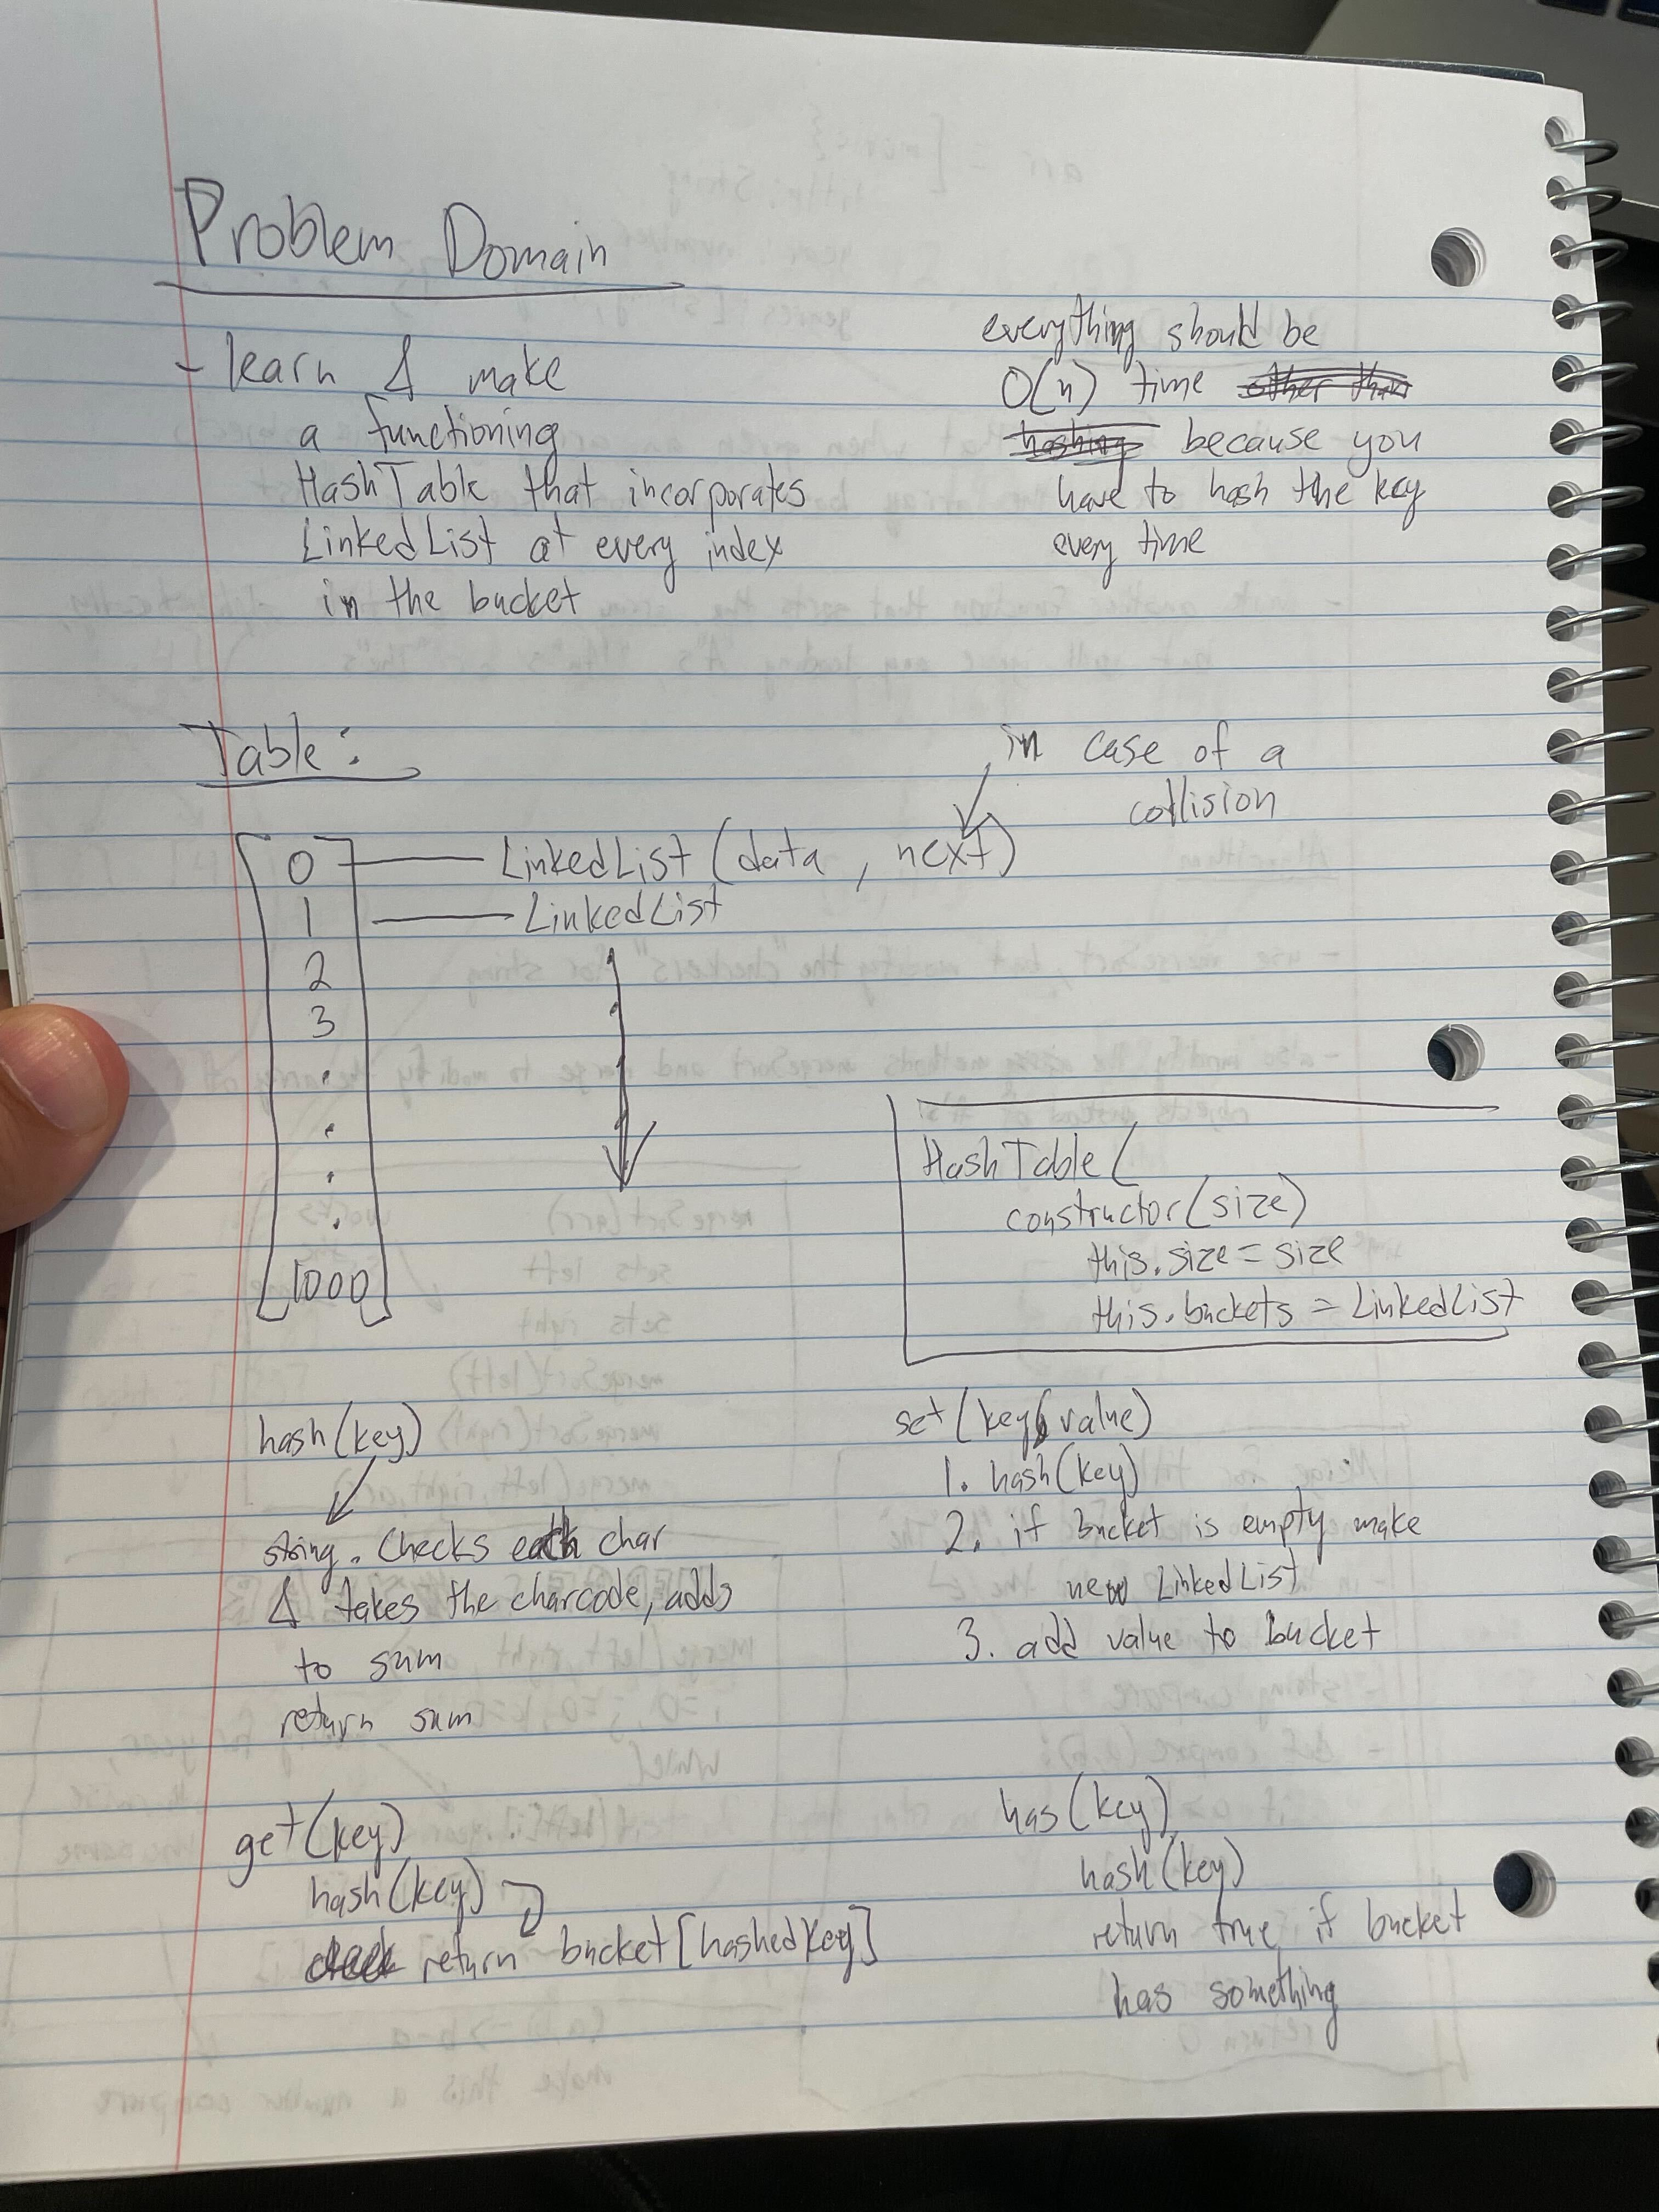 Problem Domain
- learn & make
a functioning
HashTable that incorporates
LinkedList at every index
in the bucket
everything should be
O(n) time other than
hashing because you
have to hash the key
every time
Table:
in case of a
collision
0 LinkedList (data, next)
1 LinkedList
2
3
.
.
.
.
1000
HashTable(
constructor(size)
this.size = size
this.buckets = LinkedList
hash(key)
string. Checks each char
& takes the charcode, adds
to sum
return sum
set(key, value)
1. hash(key)
2. if bucket is empty make
new LinkedList
3. add value to bucket
get(key)
hash(key)
return bucket[hashedKey]
has(key)
hash(key)
return true if bucket
has something